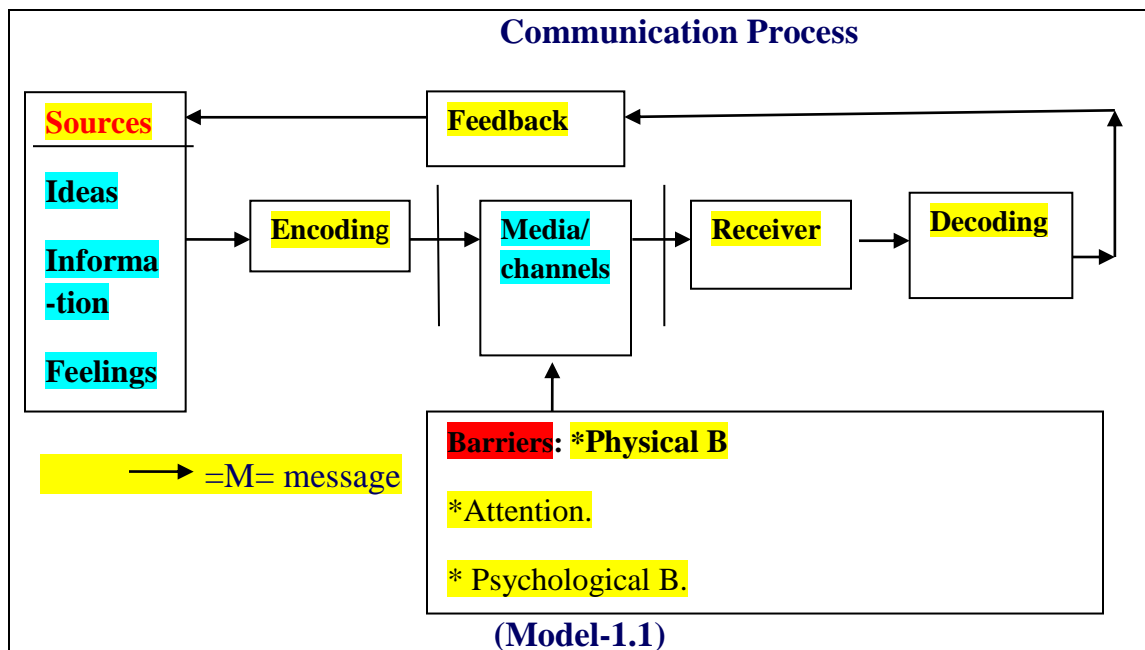 Communication Process
Sources
Feedback
Ideas
Informa
-tion
Feelings
Encoding
Media/
channels
Receiver
Decoding
Barriers: *Physical B
*Attention.
* Psychological B.
=M= message
(Model-1.1)